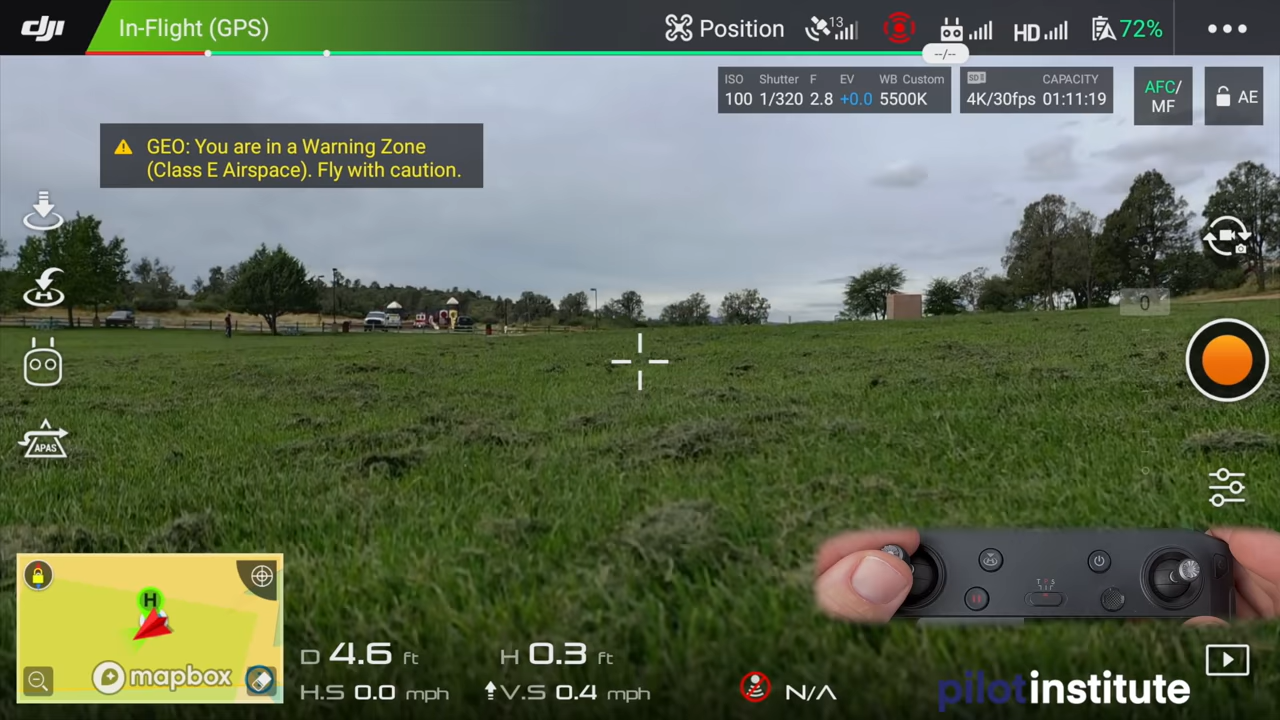 dji
In-Flight (GPS)
Position
13
HD
72%
--/--
ISO Shutter F EV WB Custom
100 1/320 2.8 +0.0 5500K
SD CAPACITY
4K/30fps 01:11:19
AFC/
MF
AE
GEO: You are in a Warning Zone
(Class E Airspace). Fly with caution.
H
0
APAS
T P S
H
mapbox
D 4.6 ft
H 0.3 ft
H.S 0.0 mph
V.S 0.4 mph
N/A
pilotinstitute